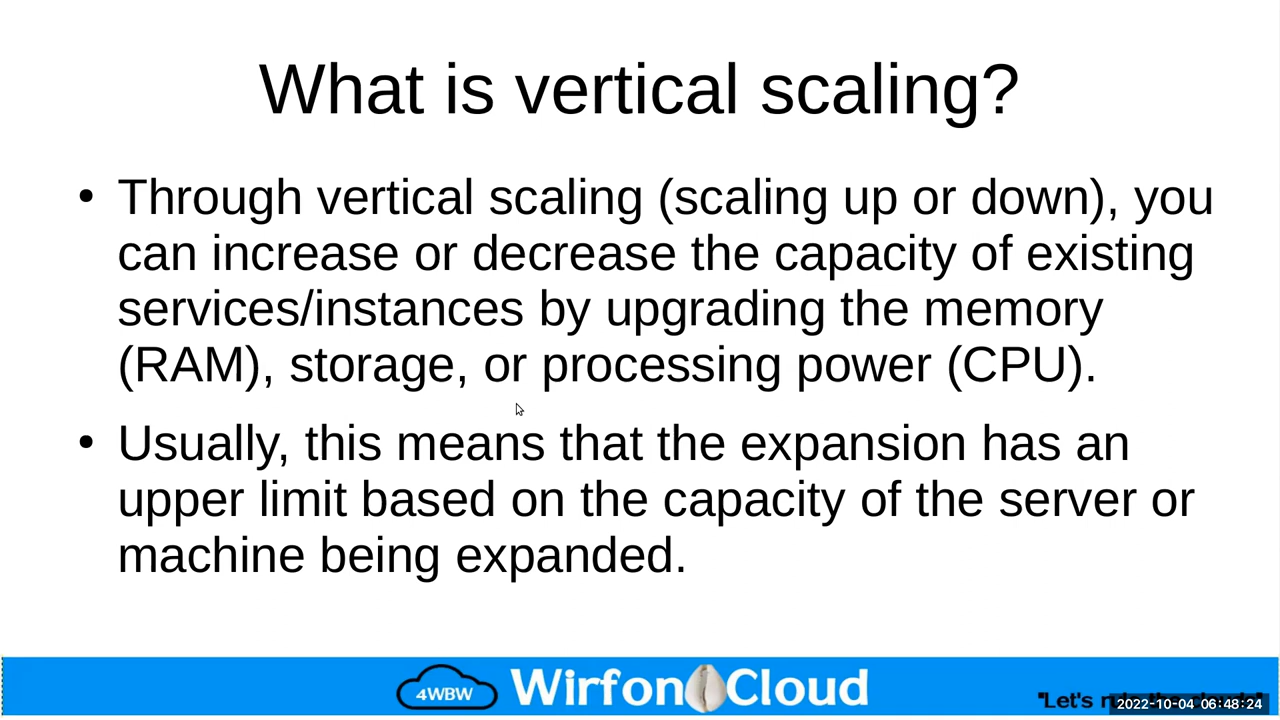 What is vertical scaling?
• Through vertical scaling (scaling up or down), you
can increase or decrease the capacity of existing
services/instances by upgrading the memory
(RAM), storage, or processing power (CPU).
• Usually, this means that the expansion has an
upper limit based on the capacity of the server or
machine being expanded.
4WBW Wirfon Cloud
"Let's
2022-10-04 06:48:24